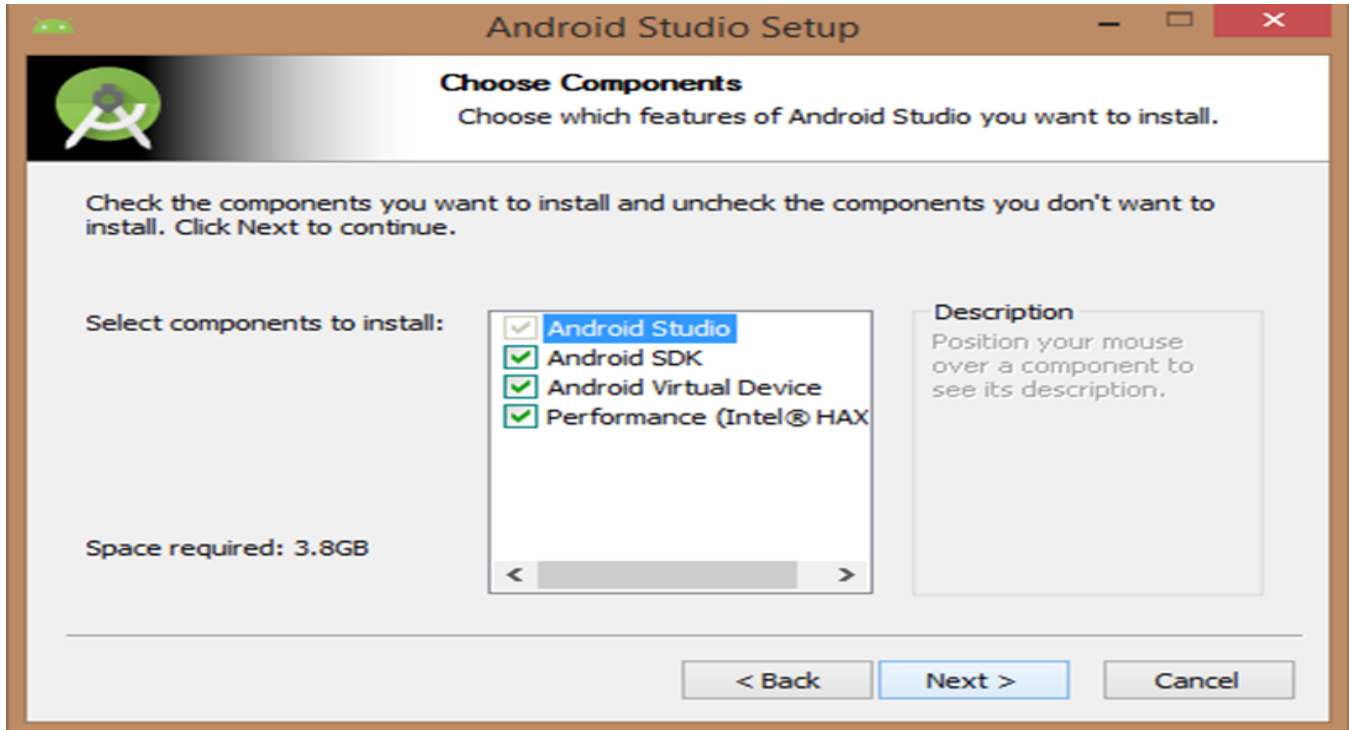 Android Studio Setup
Choose Components
Choose which features of Android Studio you want to install.
Check the components you want to install and uncheck the components you don't want to
install. Click Next to continue.
Select components to install:
Android Studio
Android SDK
Android Virtual Device
Performance (Intel® HAX
Description
Position your mouse
over a component to
see its description.
Space required: 3.8GB
< Back
Next >
Cancel